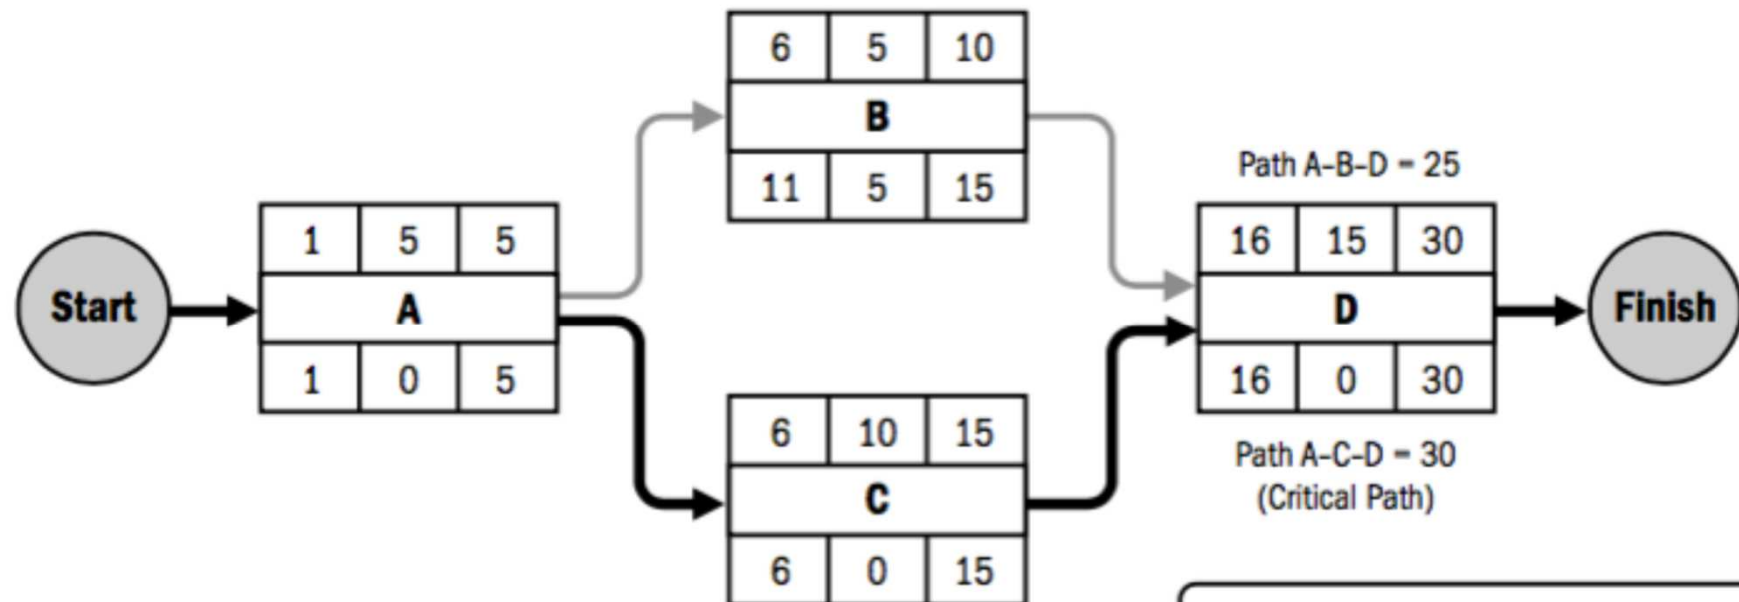 Start
1 5 5
A
1 0 5
6 5 10
B
11 5 15
6 10 15
C
6 0 15
Path A-B-D = 25
16 15 30
D
16 0 30
Path A-C-D = 30
(Critical Path)
Finish